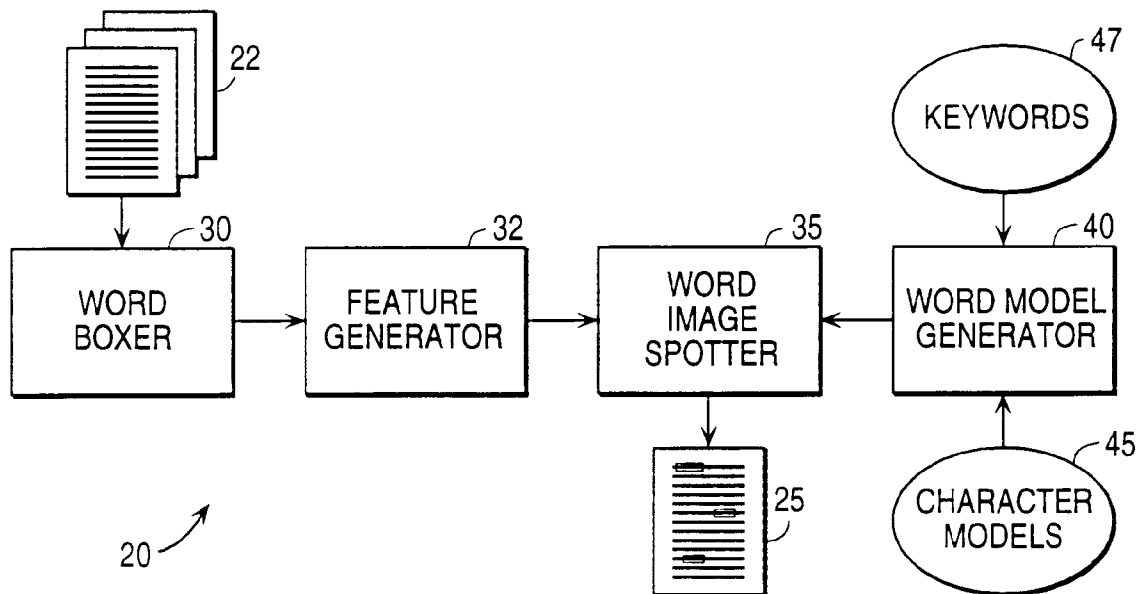 22
47
KEYWORDS
30
WORD
BOXER
32
FEATURE
GENERATOR
35
WORD
IMAGE
SPOTTER
40
WORD MODEL
GENERATOR
25
45
CHARACTER
MODELS
20